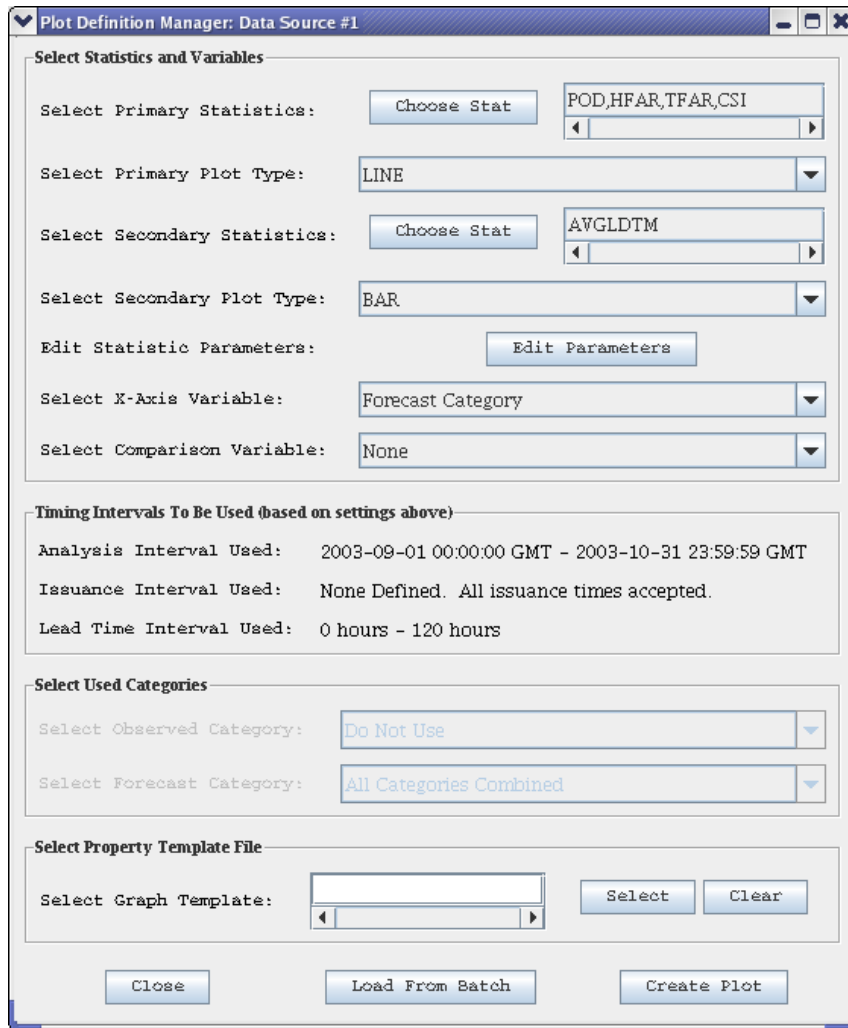 Plot Definition Manager: Data Source #1
Select Statistics and Variables
Select Primary Statistics: Choose Stat POD,HFAR,TFAR,CSI
Select Primary Plot Type: LINE
Select Secondary Statistics: Choose Stat AVGLDTM
Select Secondary Plot Type: BAR
Edit Statistic Parameters: Edit Parameters
Select X-Axis Variable: Forecast Category
Select Comparison Variable: None
Timing Intervals To Be Used (based on settings above)
Analysis Interval Used: 2003-09-01 00:00:00 GMT - 2003-10-31 23:59:59 GMT
Issuance Interval Used: None Defined. All issuance times accepted.
Lead Time Interval Used: 0 hours - 120 hours
Select Used Categories
Select Observed Category: Do Not Use
Select Forecast Category: All Categories Combined
Select Property Template File
Select Graph Template: Select Clear
Close Load From Batch Create Plot